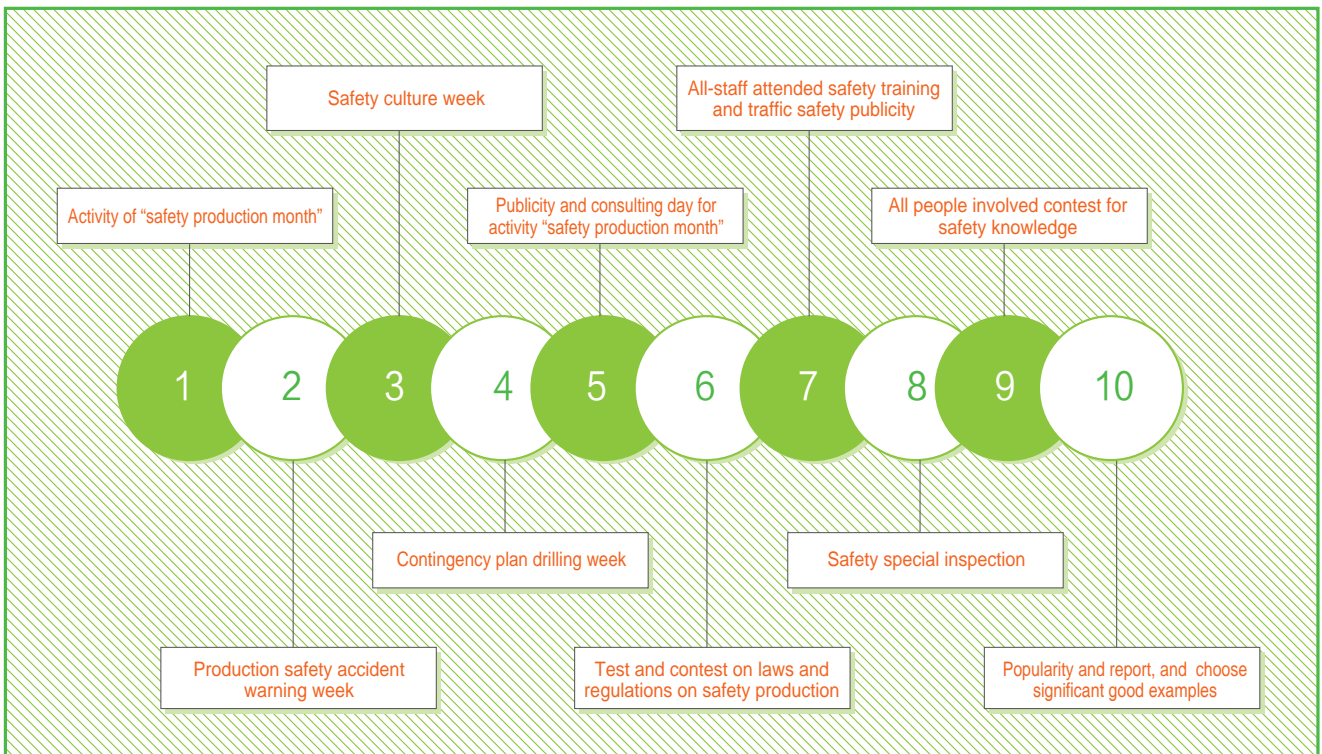 Safety culture week
All-staff attended safety training
and traffic safety publicity
Activity of “safety production month”
Publicity and consulting day for
activity “safety production month”
All people involved contest for
safety knowledge
1
2
3
4
5
6
7
8
9
10
Contingency plan drilling week
Safety special inspection
Production safety accident
warning week
Test and contest on laws and
regulations on safety production
Popularity and report, and choose
significant good examples